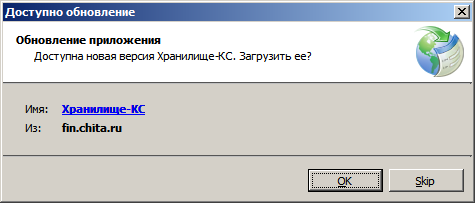 Доступно обновление
Обновление приложения
Доступна новая версия Хранилище-КС. Загрузить ее?
Имя: Хранилище-КС
Из: fin.chita.ru
OK Skip